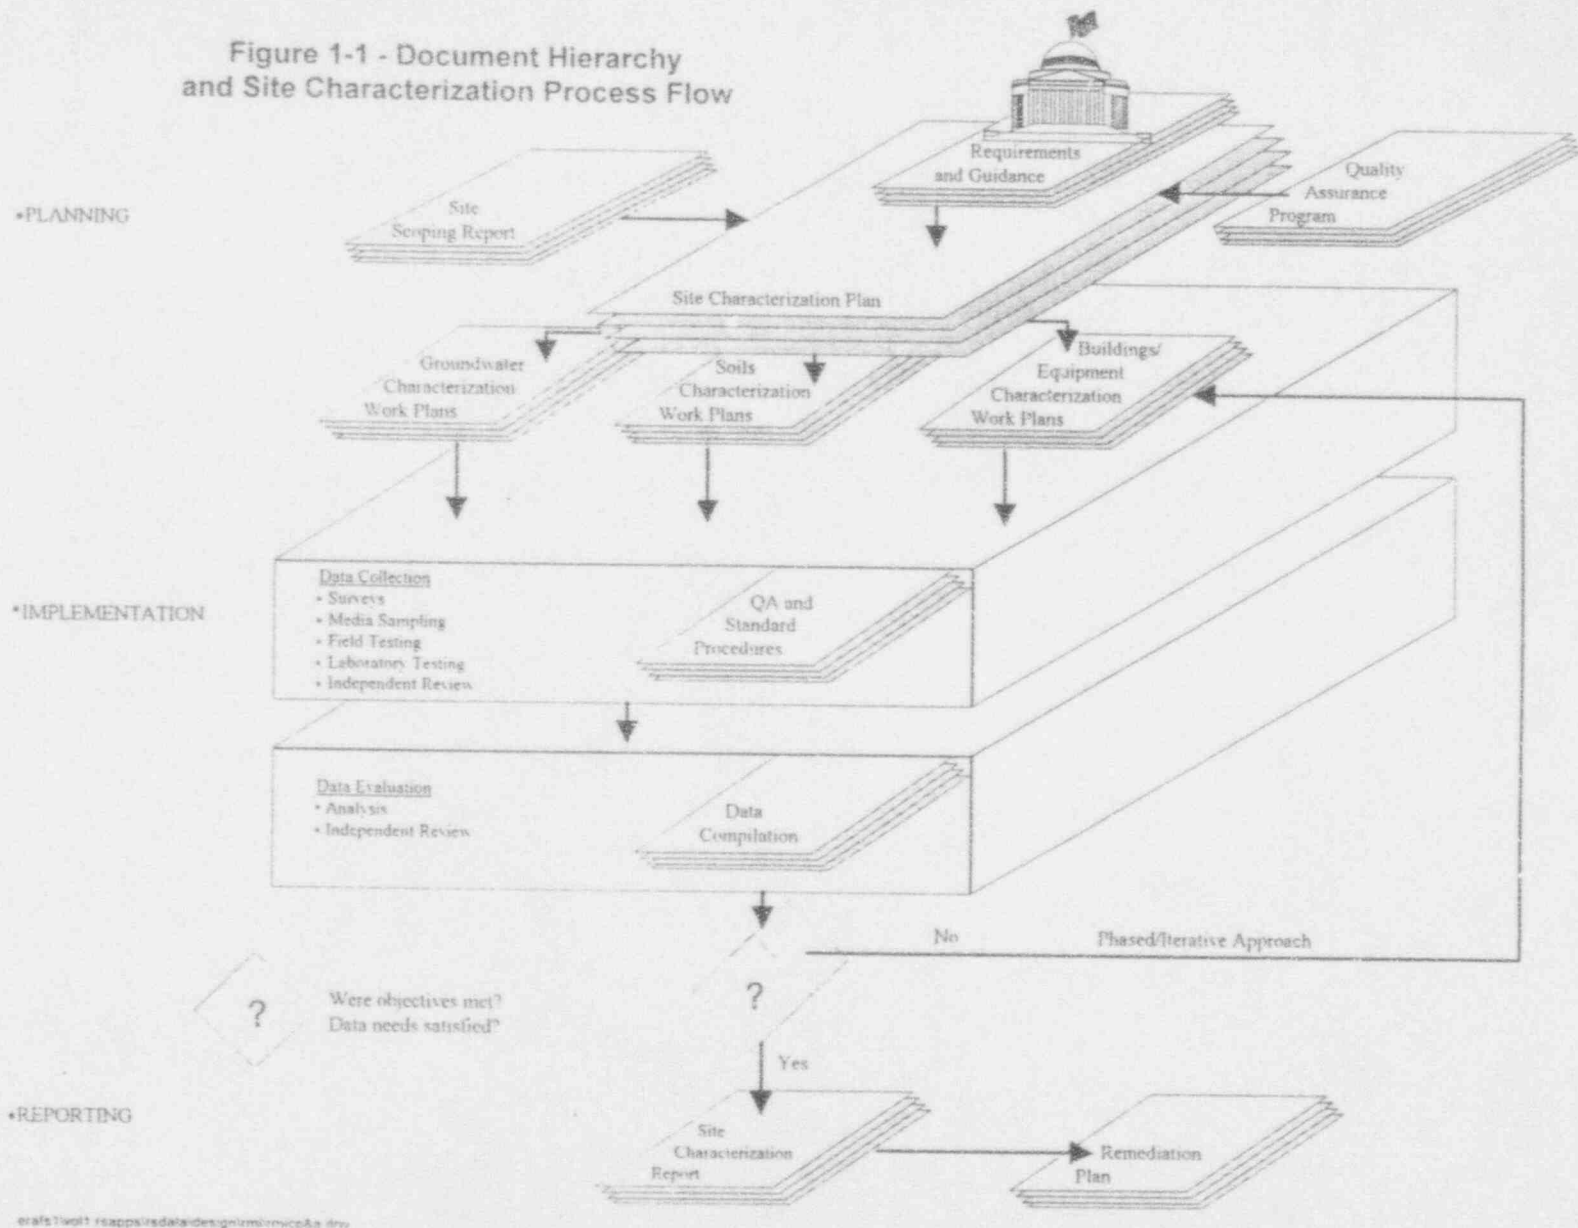 Figure 1-1 - Document Hierarchy
and Site Characterization Process Flow
Requirements
and Guidance
Quality
Assurance
Program
•PLANNING
Site
Scoping Report
Site Characterization Plan
Groundwater
Characterization
Work Plans
Soils
Characterization
Work Plans
Buildings/
Equipment
Characterization
Work Plans
•IMPLEMENTATION
Data Collection
• Surveys
• Media Sampling
• Field Testing
• Laboratory Testing
• Independent Review
QA and
Standard
Procedures
Data Evaluation
• Analysis
• Independent Review
Data
Compilation
No
Phased/Iterative Approach
?
Were objectives met?
Data needs satisfied?
?
Yes
•REPORTING
Site
Characterization
Report
Remediation
Plan